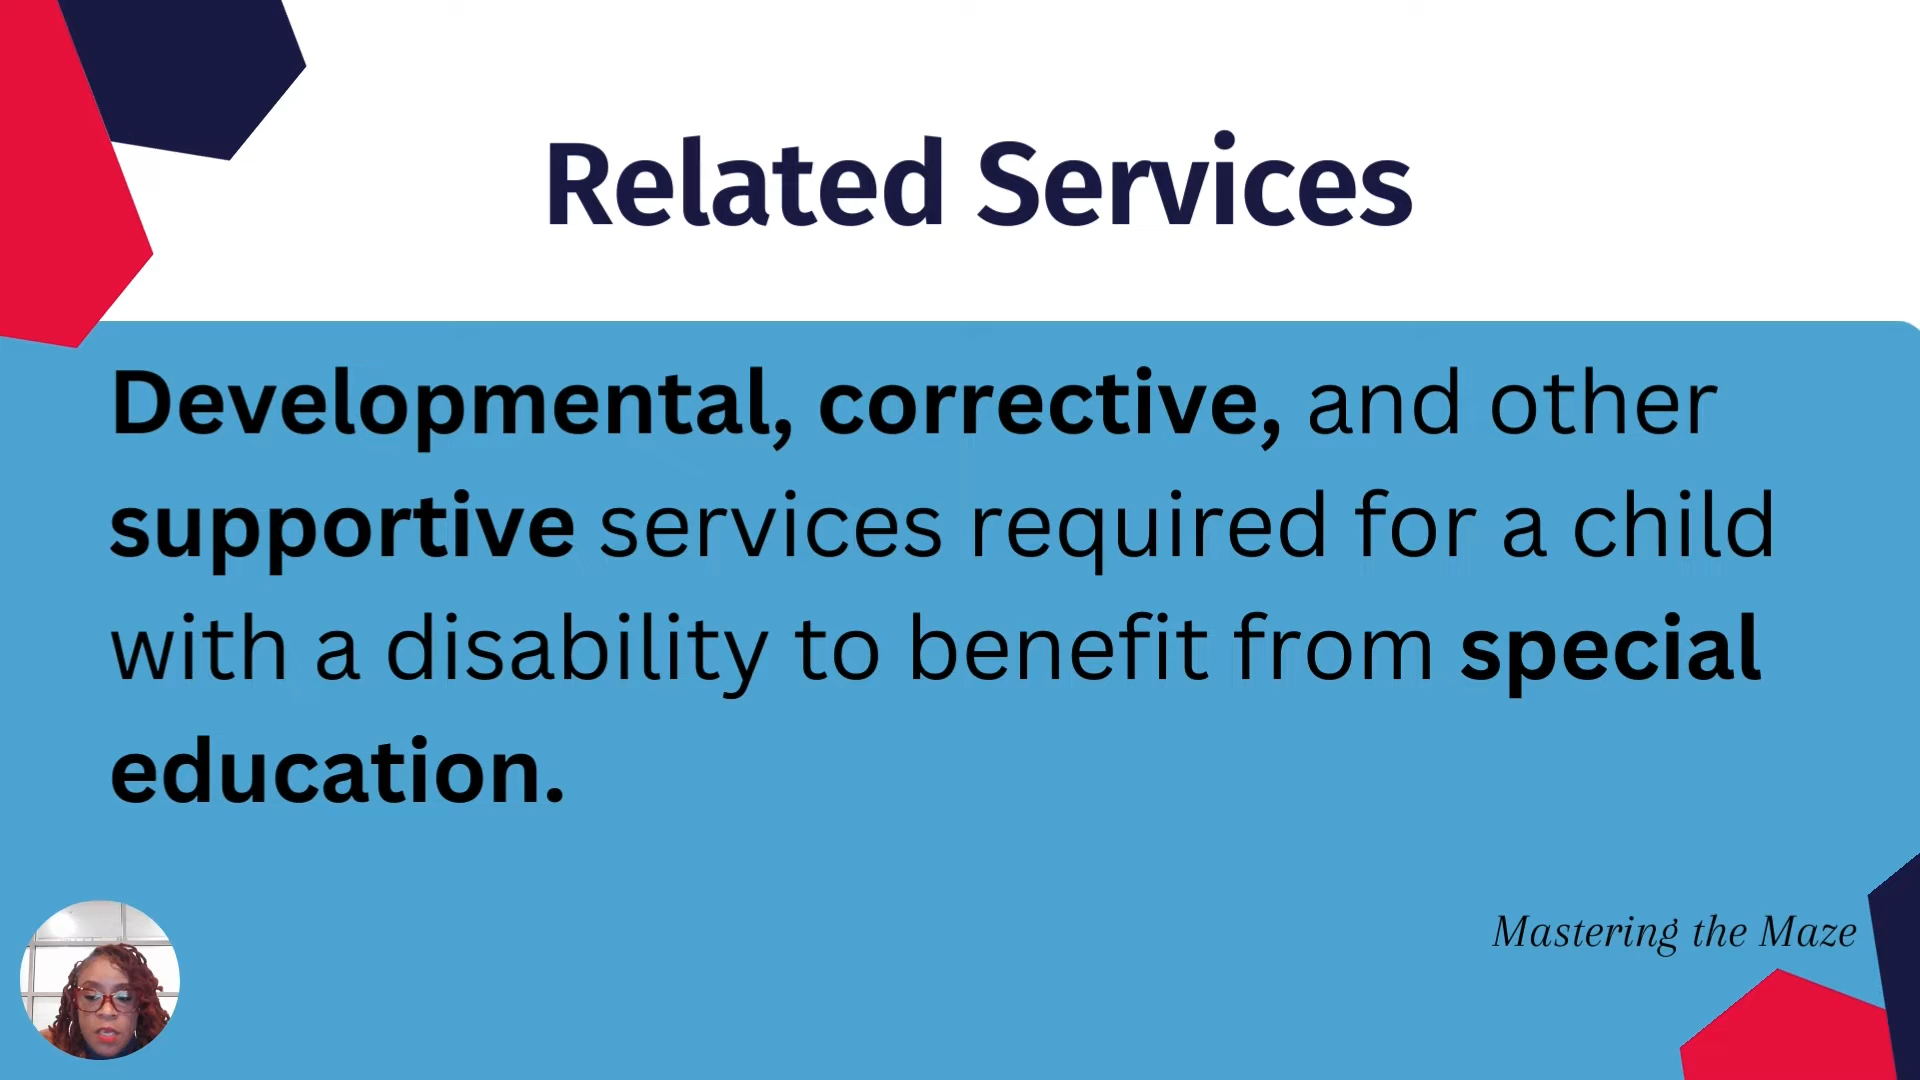 Related Services
Developmental, corrective, and other
supportive services required for a child
with a disability to benefit from special
education.
Mastering the Maze